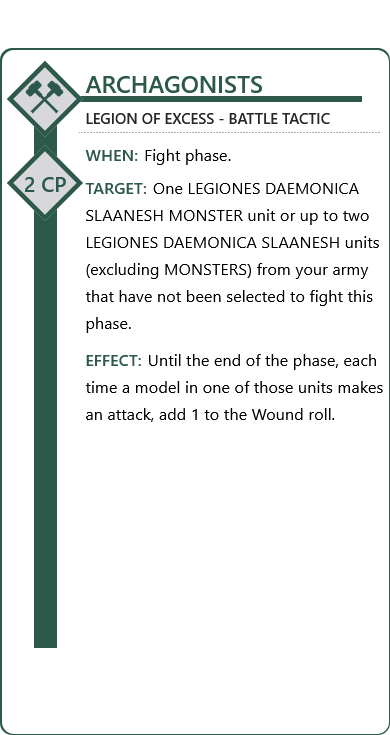 ARCHAGONISTS
LEGION OF EXCESS - BATTLE TACTIC
WHEN: Fight phase.
2 CP
TARGET: One LEGIONES DAEMONICA
SLAANESH MONSTER unit or up to two
LEGIONES DAEMONICA SLAANESH units
(excluding MONSTERS) from your army
that have not been selected to fight this
phase.
EFFECT: Until the end of the phase, each
time a model in one of those units makes
an attack, add 1 to the Wound roll.